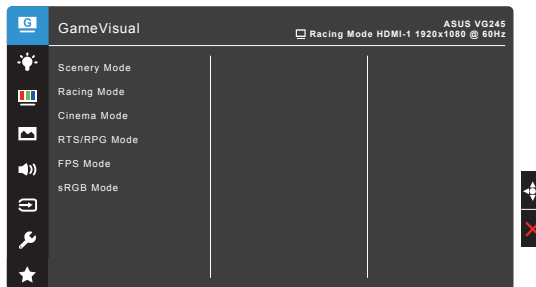 G
GameVisual
ASUS VG245
Racing Mode HDMI-1 1920x1080 @ 60Hz
Scenery Mode
Racing Mode
Cinema Mode
RTS/RPG Mode
FPS Mode
sRGB Mode